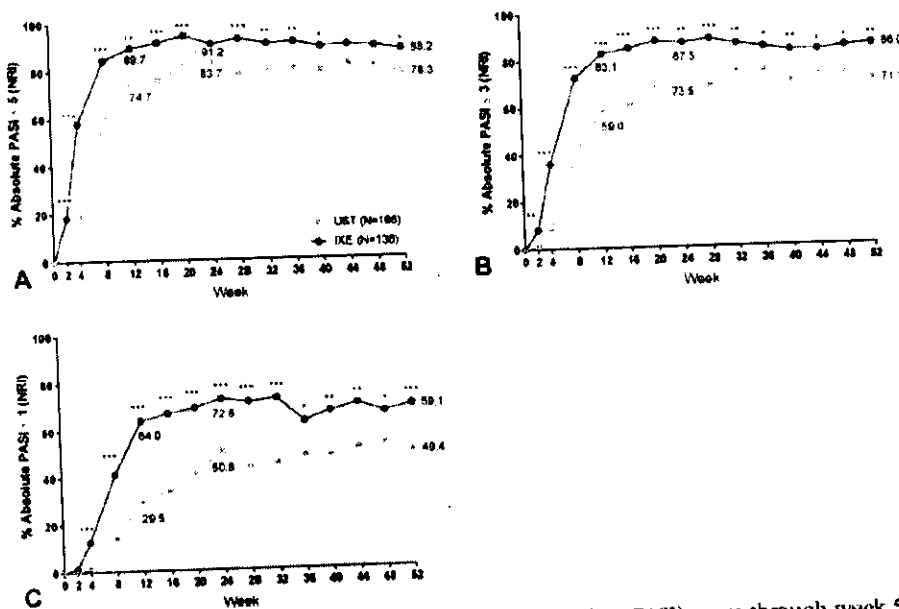 % Absolute PASI ≤ 5 (NRI)
100
80
60
40
20
0
89.7
74.7
91.2
83.7
88.2
78.3
UST (N=166)
IXE (N=136)
0 2 4 8 12 16 20 24 28 32 36 40 44 48 52
Week
A
% Absolute PASI ≤ 3 (NRI)
100
80
60
40
20
0
83.1
59.0
87.5
73.5
86.0
71.
0 2 4 8 12 16 20 24 28 32 36 40 44 48 52
Week
B
% Absolute PASI ≤ 1 (NRI)
100
80
60
40
20
0
64.0
29.5
72.8
50.6
69.1
49.4
0 2 4 8 12 16 20 24 28 32 36 40 44 48 52
Week
C
through week